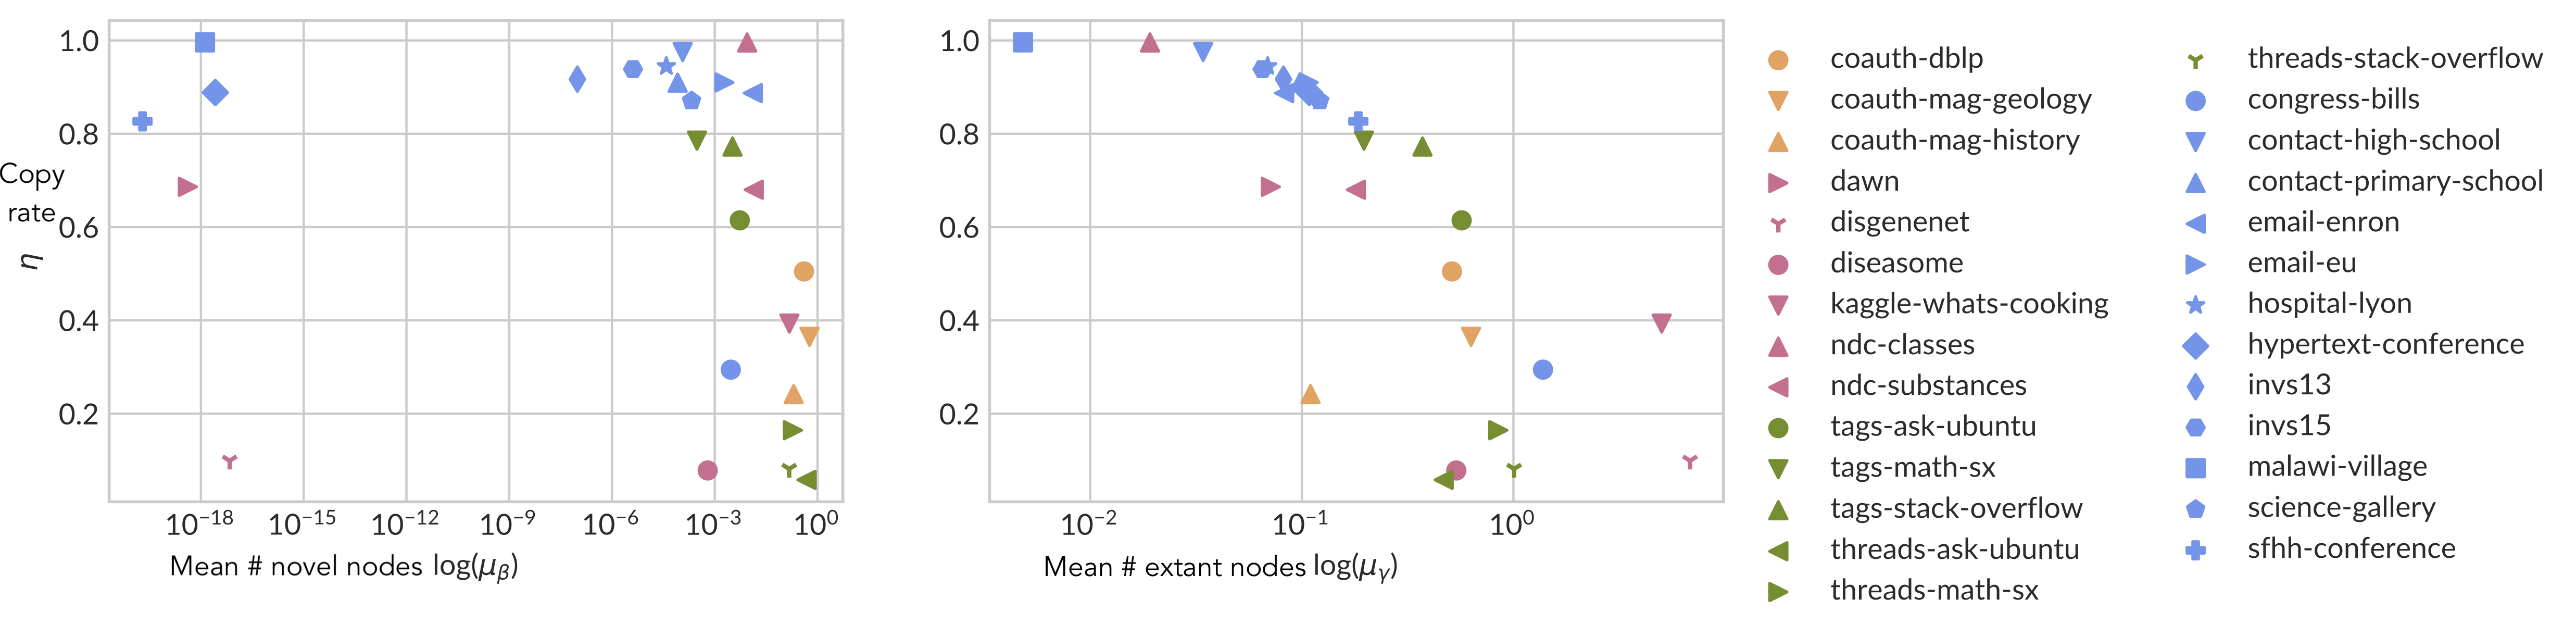 1.0
0.8
Copy
rate
0.6
η
0.4
0.2
10⁻¹⁸ 10⁻¹⁵ 10⁻¹² 10⁻⁹ 10⁻⁶ 10⁻³ 10⁰
Mean # novel nodes log(μᵦ)
1.0
0.8
0.6
0.4
0.2
10⁻² 10⁻¹ 10⁰
Mean # extant nodes log(μᵧ)
coauth-dblp
coauth-mag-geology
coauth-mag-history
dawn
disgenenet
diseasome
kaggle-whats-cooking
ndc-classes
ndc-substances
tags-ask-ubuntu
tags-math-sx
tags-stack-overflow
threads-ask-ubuntu
threads-math-sx
threads-stack-overflow
congress-bills
contact-high-school
contact-primary-school
email-enron
email-eu
hospital-lyon
hypertext-conference
invs13
invs15
malawi-village
science-gallery
sfhh-conference